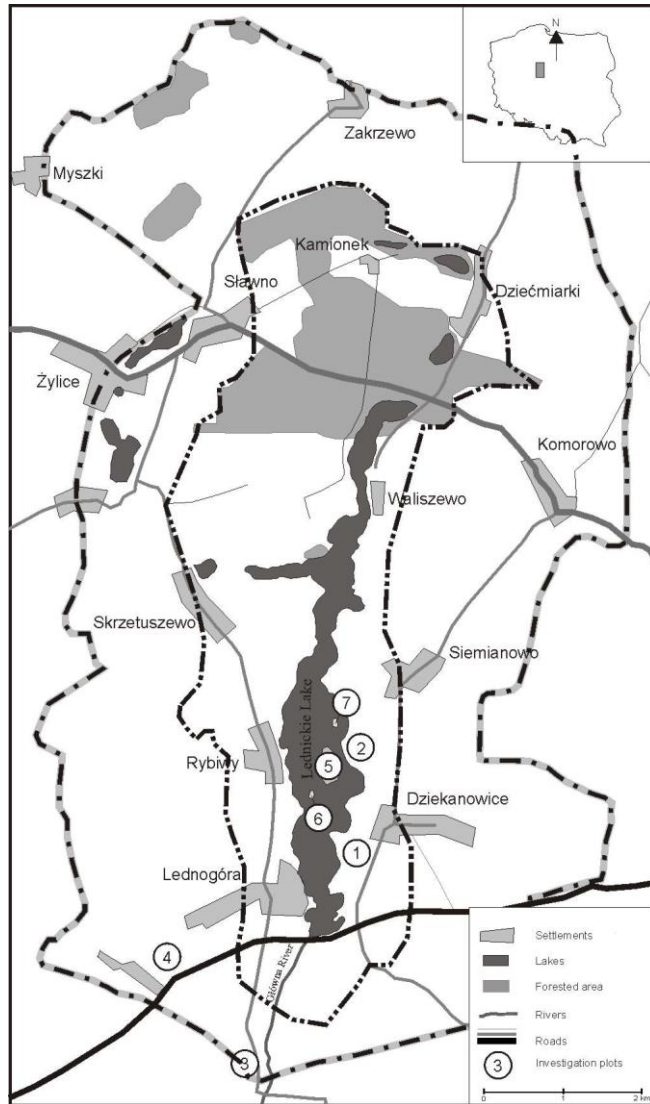 N
Zakrzewo
Myszki
Kamionek
Sławno
Dziećmiarki
Żylice
Komorowo
Waliszewo
Skrzetuszewo
Siemianowo
Lednickie Lake
7
2
Rybitwy
5
Dziekanowice
6
1
Lednogóra
4
Główna River
3
Settlements
Lakes
Forested area
Rivers
Roads
3
Investigation plots
0 1 2 km